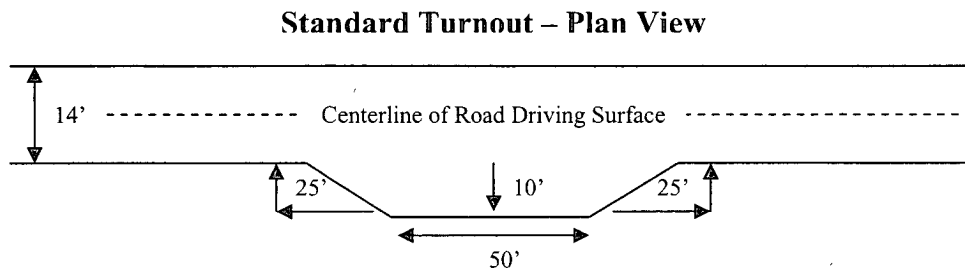 Standard Turnout – Plan View
14’
Centerline of Road Driving Surface
25’
10’
25’
50’